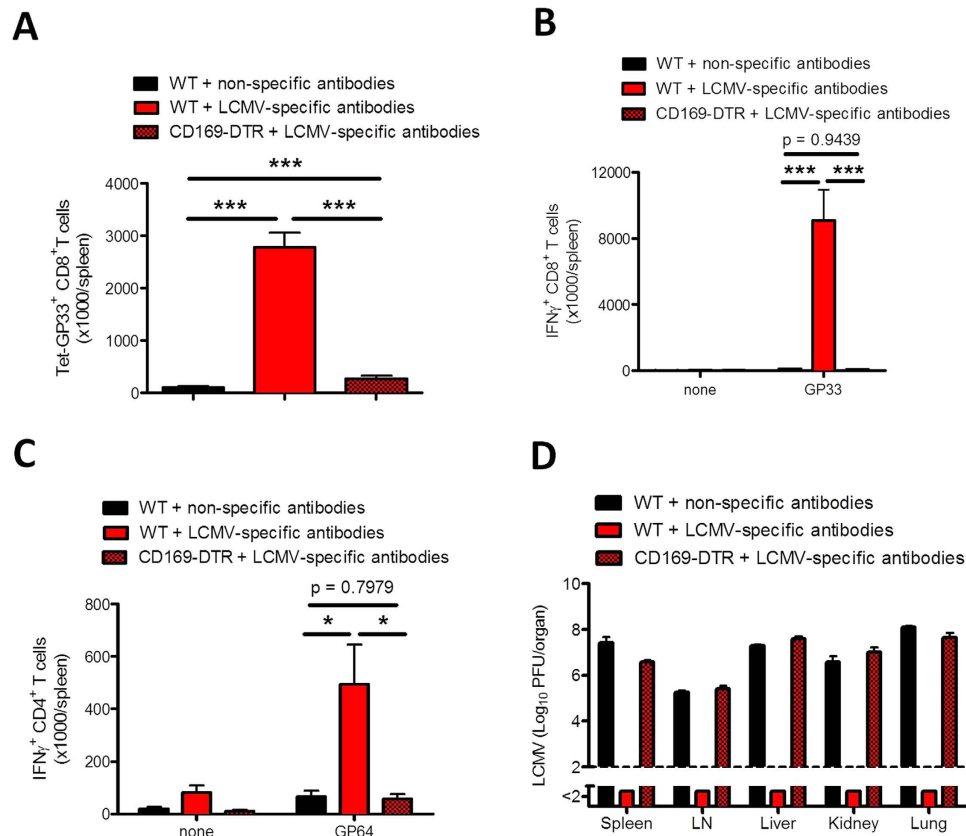 A
WT + non-specific antibodies
WT + LCMV-specific antibodies
CD169-DTR + LCMV-specific antibodies
***
*** ***
Tet-GP33+ CD8+T cells
(x1000/spleen)
4000
3000
2000
1000
0
B
WT + non-specific antibodies
WT + LCMV-specific antibodies
CD169-DTR + LCMV-specific antibodies
p = 0.9439
*** ***
IFNγ+ CD8+ T cells
(x1000/spleen)
12000
8000
4000
0
none GP33
C
WT + non-specific antibodies
WT + LCMV-specific antibodies
CD169-DTR + LCMV-specific antibodies
p = 0.7979
* *
IFNγ+ CD4+ T cells
(x1000/spleen)
800
600
400
200
0
none GP64
D
WT + non-specific antibodies
WT + LCMV-specific antibodies
CD169-DTR + LCMV-specific antibodies
LCMV (Log10 PFU/organ)
10
8
6
4
2
<2
Spleen LN Liver Kidney Lung